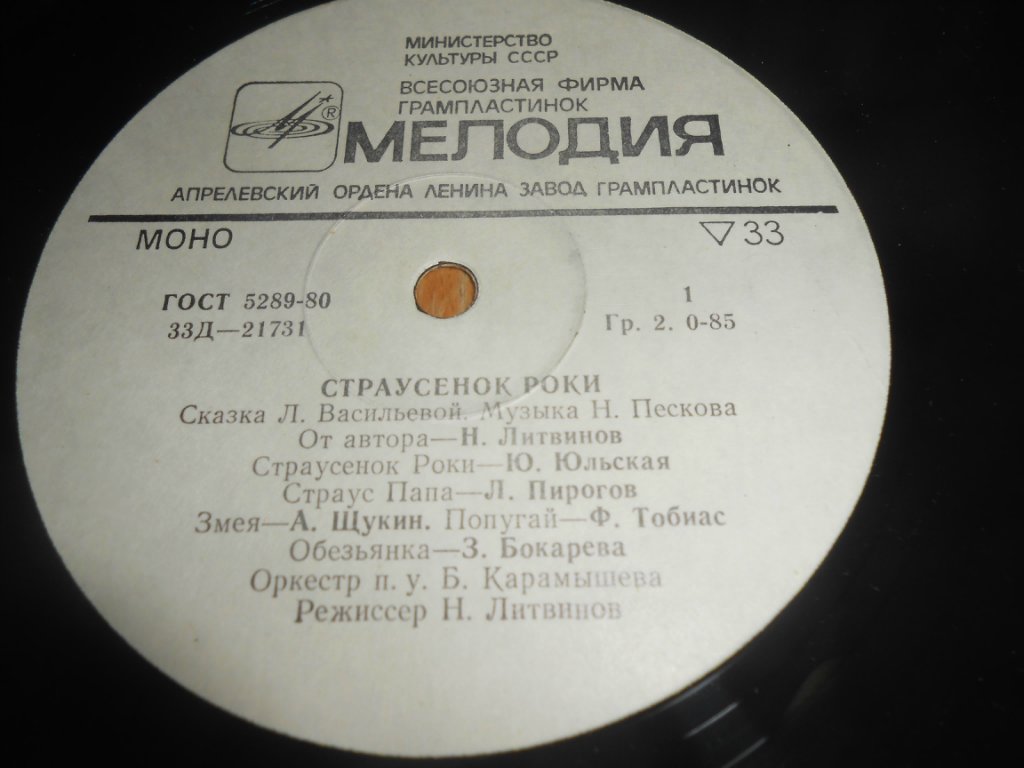 МИНИСТЕРСТВО
КУЛЬТУРЫ СССР
ВСЕСОЮЗНАЯ ФИРМА
ГРАМПЛАСТИНОК
® МЕЛОДИЯ
АПРЕЛЕВСКИЙ ОРДЕНА ЛЕНИНА ЗАВОД ГРАМПЛАСТИНОК
МОНО ▽ 33
ГОСТ 5289-80 1
33Д—21731 Гр. 2. 0-85
СТРАУСЕНОК РОКИ
Сказка Л. Васильевой. Музыка Н. Пескова
От автора—Н. Литвинов
Страусенок Роки—Ю. Юльская
Страус Папа—Л. Пирогов
Змея—А. Щукин. Попугай—Ф. Тобиас
Обезьянка—З. Бокарева
Оркестр п. у. Б. Карамышева
Режиссер Н. Литвинов